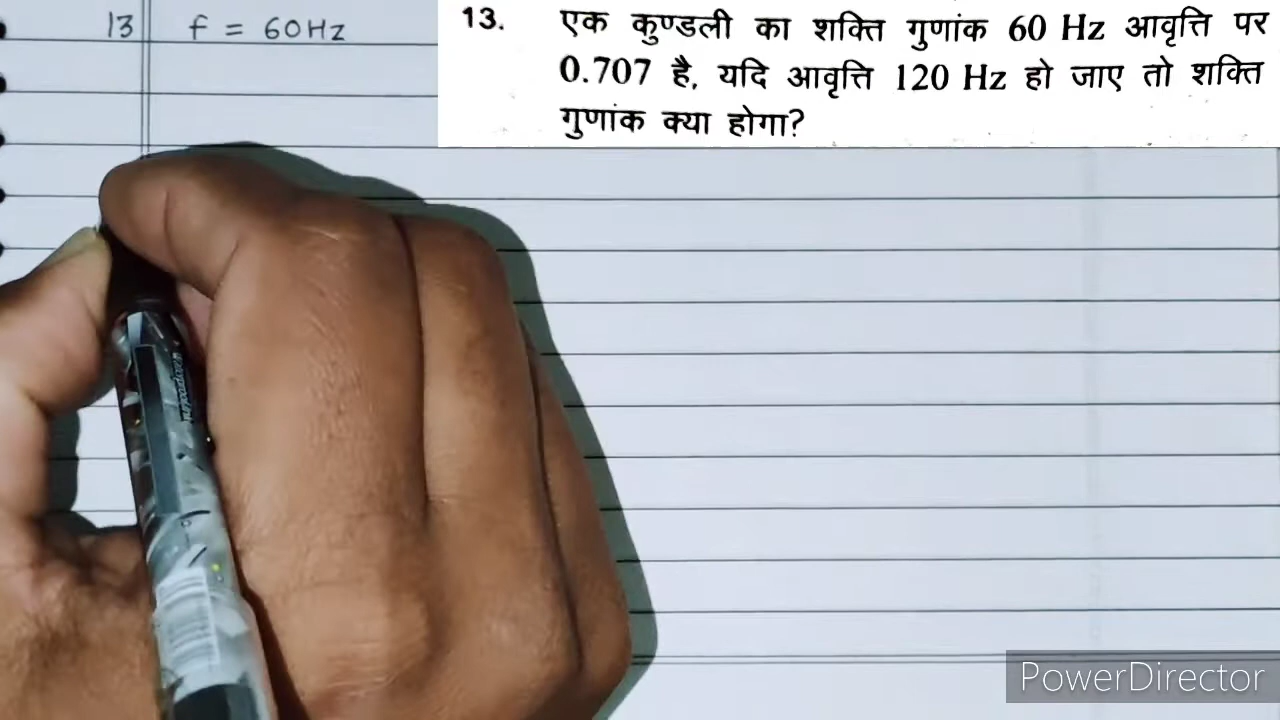 13 f = 60Hz
13. एक कुण्डली का शक्ति गुणांक 60 Hz आवृत्ति पर
0.707 है, यदि आवृत्ति 120 Hz हो जाए तो शक्ति
गुणांक क्या होगा?
PowerDirector